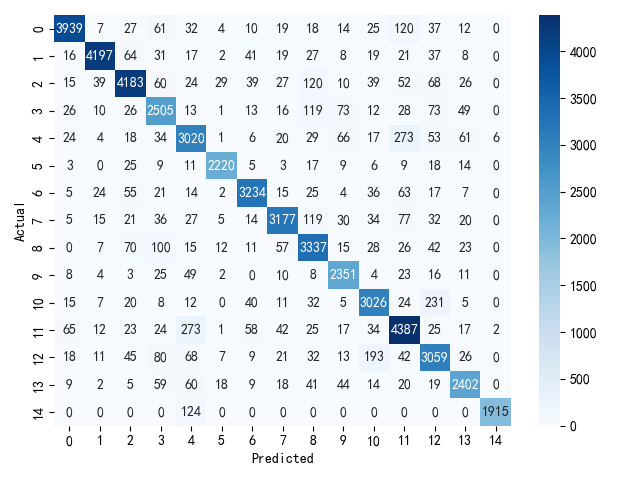 0 3939 7 27 61 32 4 10 19 18 14 25 120 37 12 0
1 16 4197 64 31 17 2 41 19 27 8 19 21 37 8 0
2 15 39 4183 60 24 29 39 27 120 10 39 52 68 26 0
3 26 10 26 2505 13 1 13 16 119 73 12 28 73 49 0
4 24 4 18 34 3020 1 6 20 29 66 17 273 53 61 6
5 3 0 25 9 11 2220 5 3 17 9 6 9 18 14 0
6 5 24 55 21 14 2 3234 15 25 4 36 63 17 7 0
7 5 15 21 36 27 5 14 3177 119 30 34 77 32 20 0
8 0 7 70 100 15 12 11 57 3337 15 28 26 42 23 0
9 8 4 3 25 49 2 0 10 8 2351 4 23 16 11 0
10 15 7 20 8 12 0 40 11 32 5 3026 24 231 5 0
11 65 12 23 24 273 1 58 42 25 17 34 4387 25 17 2
12 18 11 45 80 68 7 9 21 32 13 193 42 3059 26 0
13 9 2 5 59 60 18 9 18 41 44 14 20 19 2402 0
14 0 0 0 0 124 0 0 0 0 0 0 0 0 0 1915
0 1 2 3 4 5 6 7 8 9 10 11 12 13 14
Predicted
Actual
4000
3500
3000
2500
2000
1500
1000
500
0